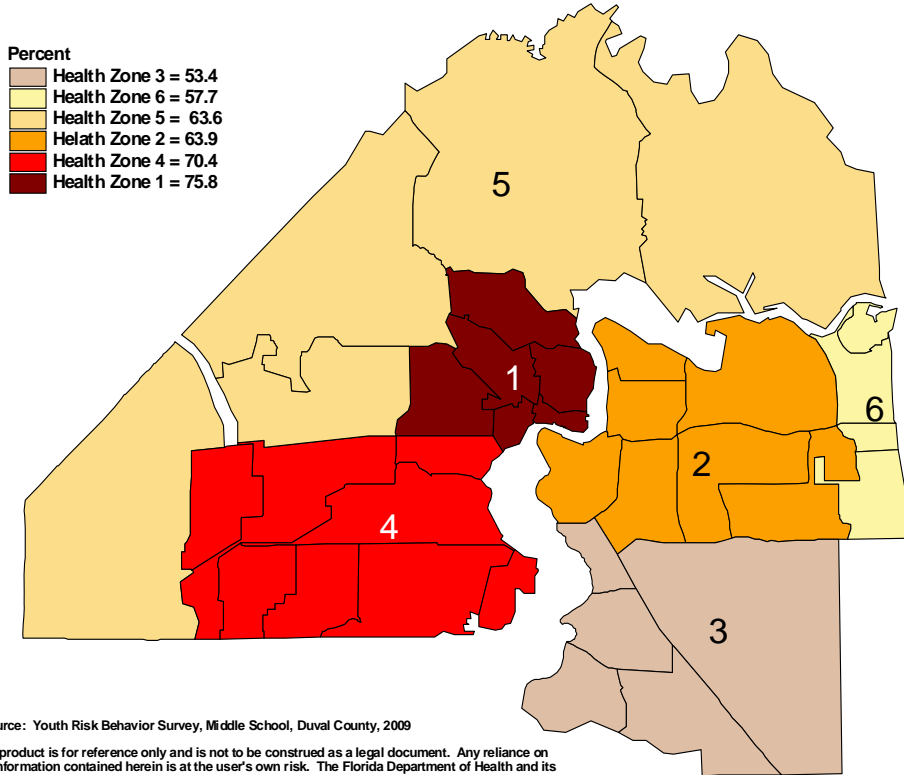 Percent
Health Zone 3 = 53.4
Health Zone 6 = 57.7
Health Zone 5 = 63.6
Helath Zone 2 = 63.9
Health Zone 4 = 70.4
Health Zone 1 = 75.8
5
1
6
2
4
3
urce: Youth Risk Behavior Survey, Middle School, Duval County, 2009
product is for reference only and is not to be construed as a legal document. Any reliance on
nformation contained herein is at the user's own risk. The Florida Department of Health and its